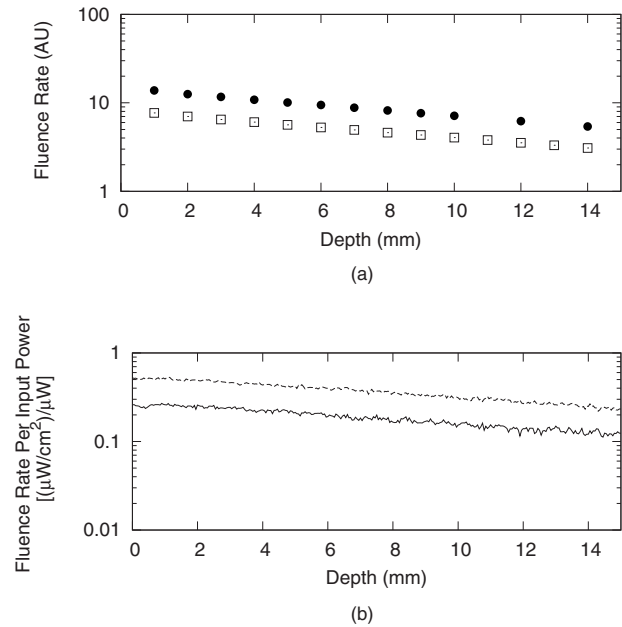 100
10
1
Fluence Rate (AU)
0 2 4 6 8 10 12 14
Depth (mm)
(a)
1
0.1
0.01
Fluence Rate Per Input Power
[(μW/cm²)/μW]
0 2 4 6 8 10 12 14
Depth (mm)
(b)